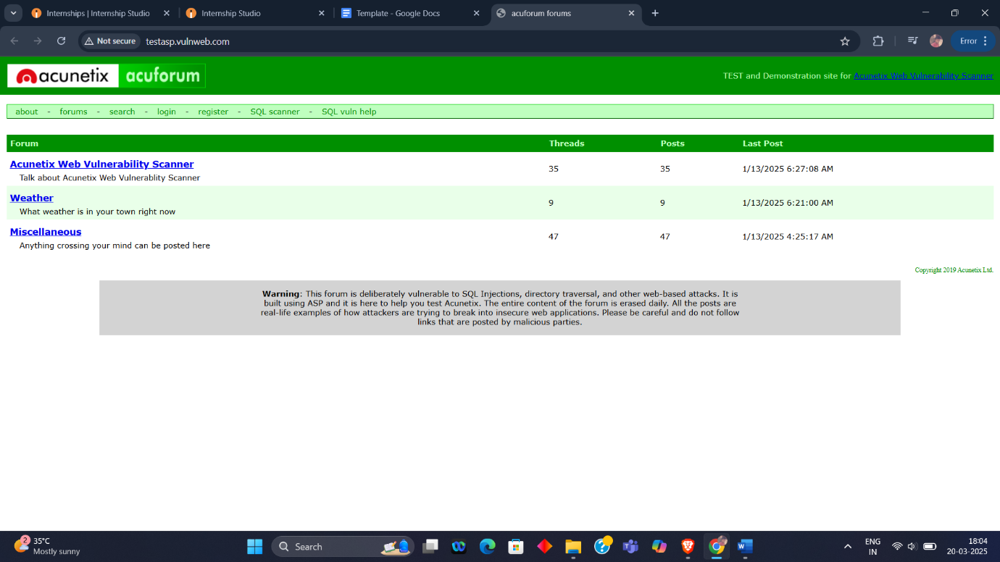 Internships | Internship Studio
Internship Studio
Template - Google Docs
acuforum forums
Not secure
testasp.vulnweb.com
Error
acunetix acuforum
TEST and Demonstration site for Acunetix Web Vulnerability Scanner
about - forums - search - login - register - SQL scanner - SQL vuln help
Forum Threads Posts Last Post
Acunetix Web Vulnerability Scanner
Talk about Acunetix Web Vulnerablity Scanner
35 35 1/13/2025 6:27:08 AM
Weather
What weather is in your town right now
9 9 1/13/2025 6:21:00 AM
Miscellaneous
Anything crossing your mind can be posted here
47 47 1/13/2025 4:25:17 AM
Copyright 2019 Acunetix Ltd.
Warning: This forum is deliberately vulnerable to SQL Injections, directory traversal, and other web-based attacks. It is
built using ASP and it is here to help you test Acunetix. The entire content of the forum is erased daily. All the posts are
real-life examples of how attackers are trying to break into insecure web applications. Please be careful and do not follow
links that are posted by malicious parties.
2
35°C
Mostly sunny
Search
ENG
IN
18:04
20-03-2025